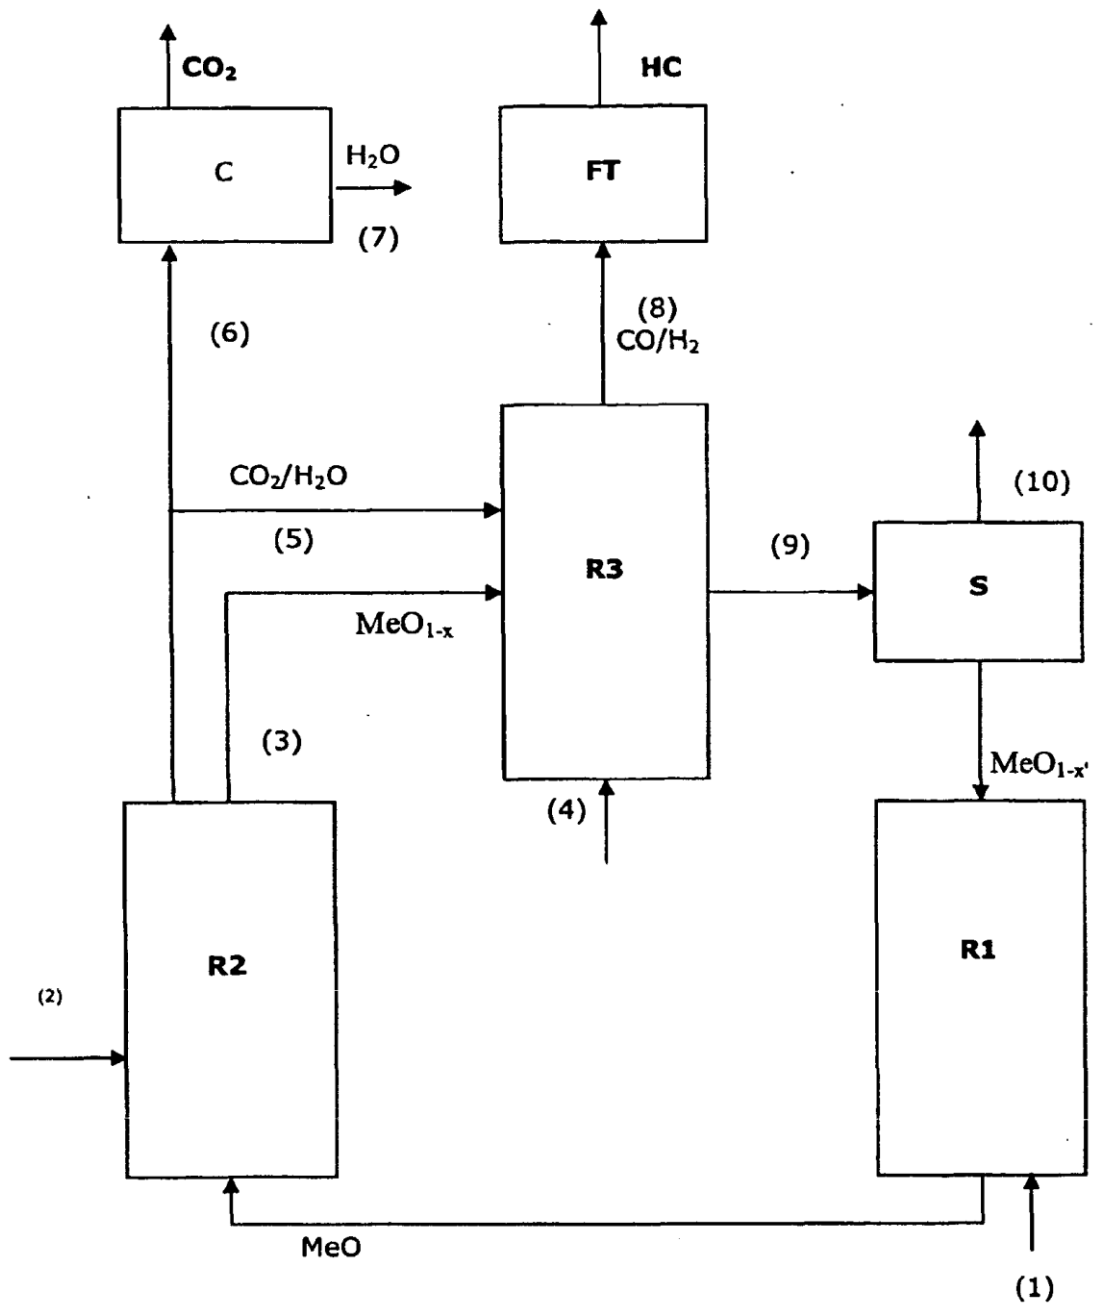 CO₂
HC
C
H₂O
FT
(7)
(6)
(8)
CO/H₂
CO₂/H₂O
(5)
(9)
(10)
R3
S
MeO₁₋ₓ
(3)
(4)
MeO₁₋ₓ'
R2
R1
(2)
MeO
(1)